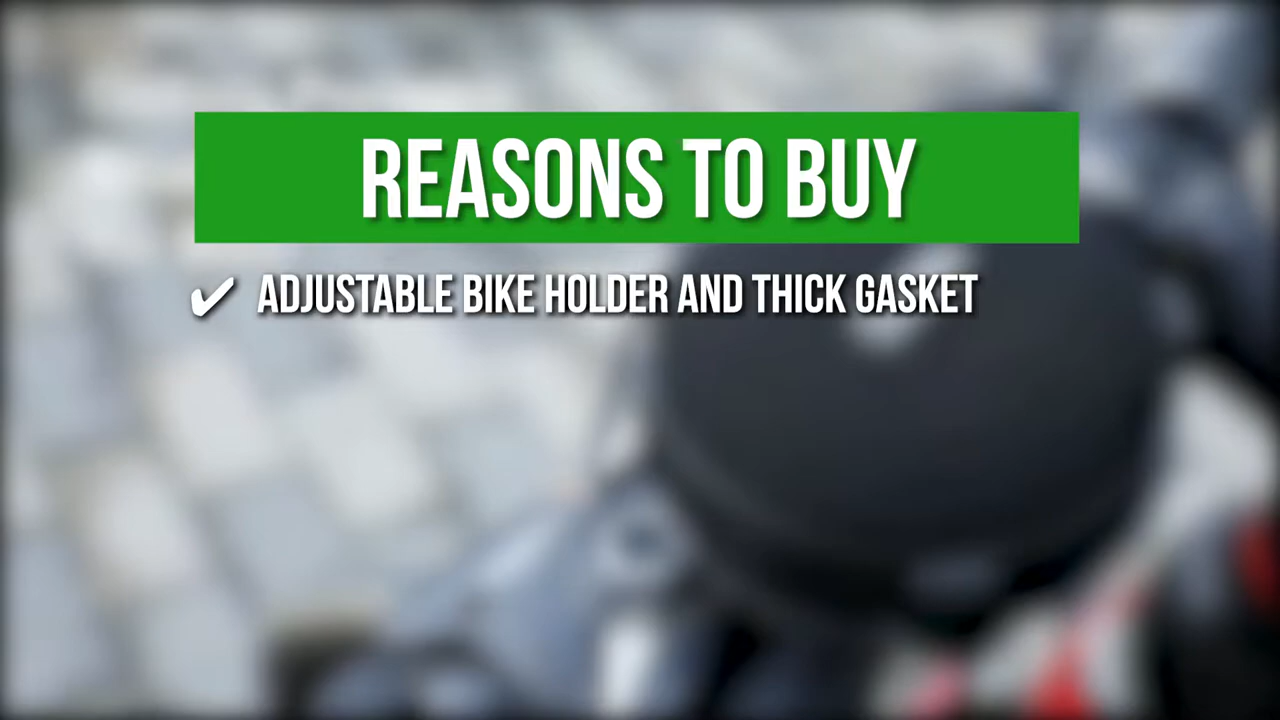 REASONS TO BUY
✔ ADJUSTABLE BIKE HOLDER AND THICK GASKET